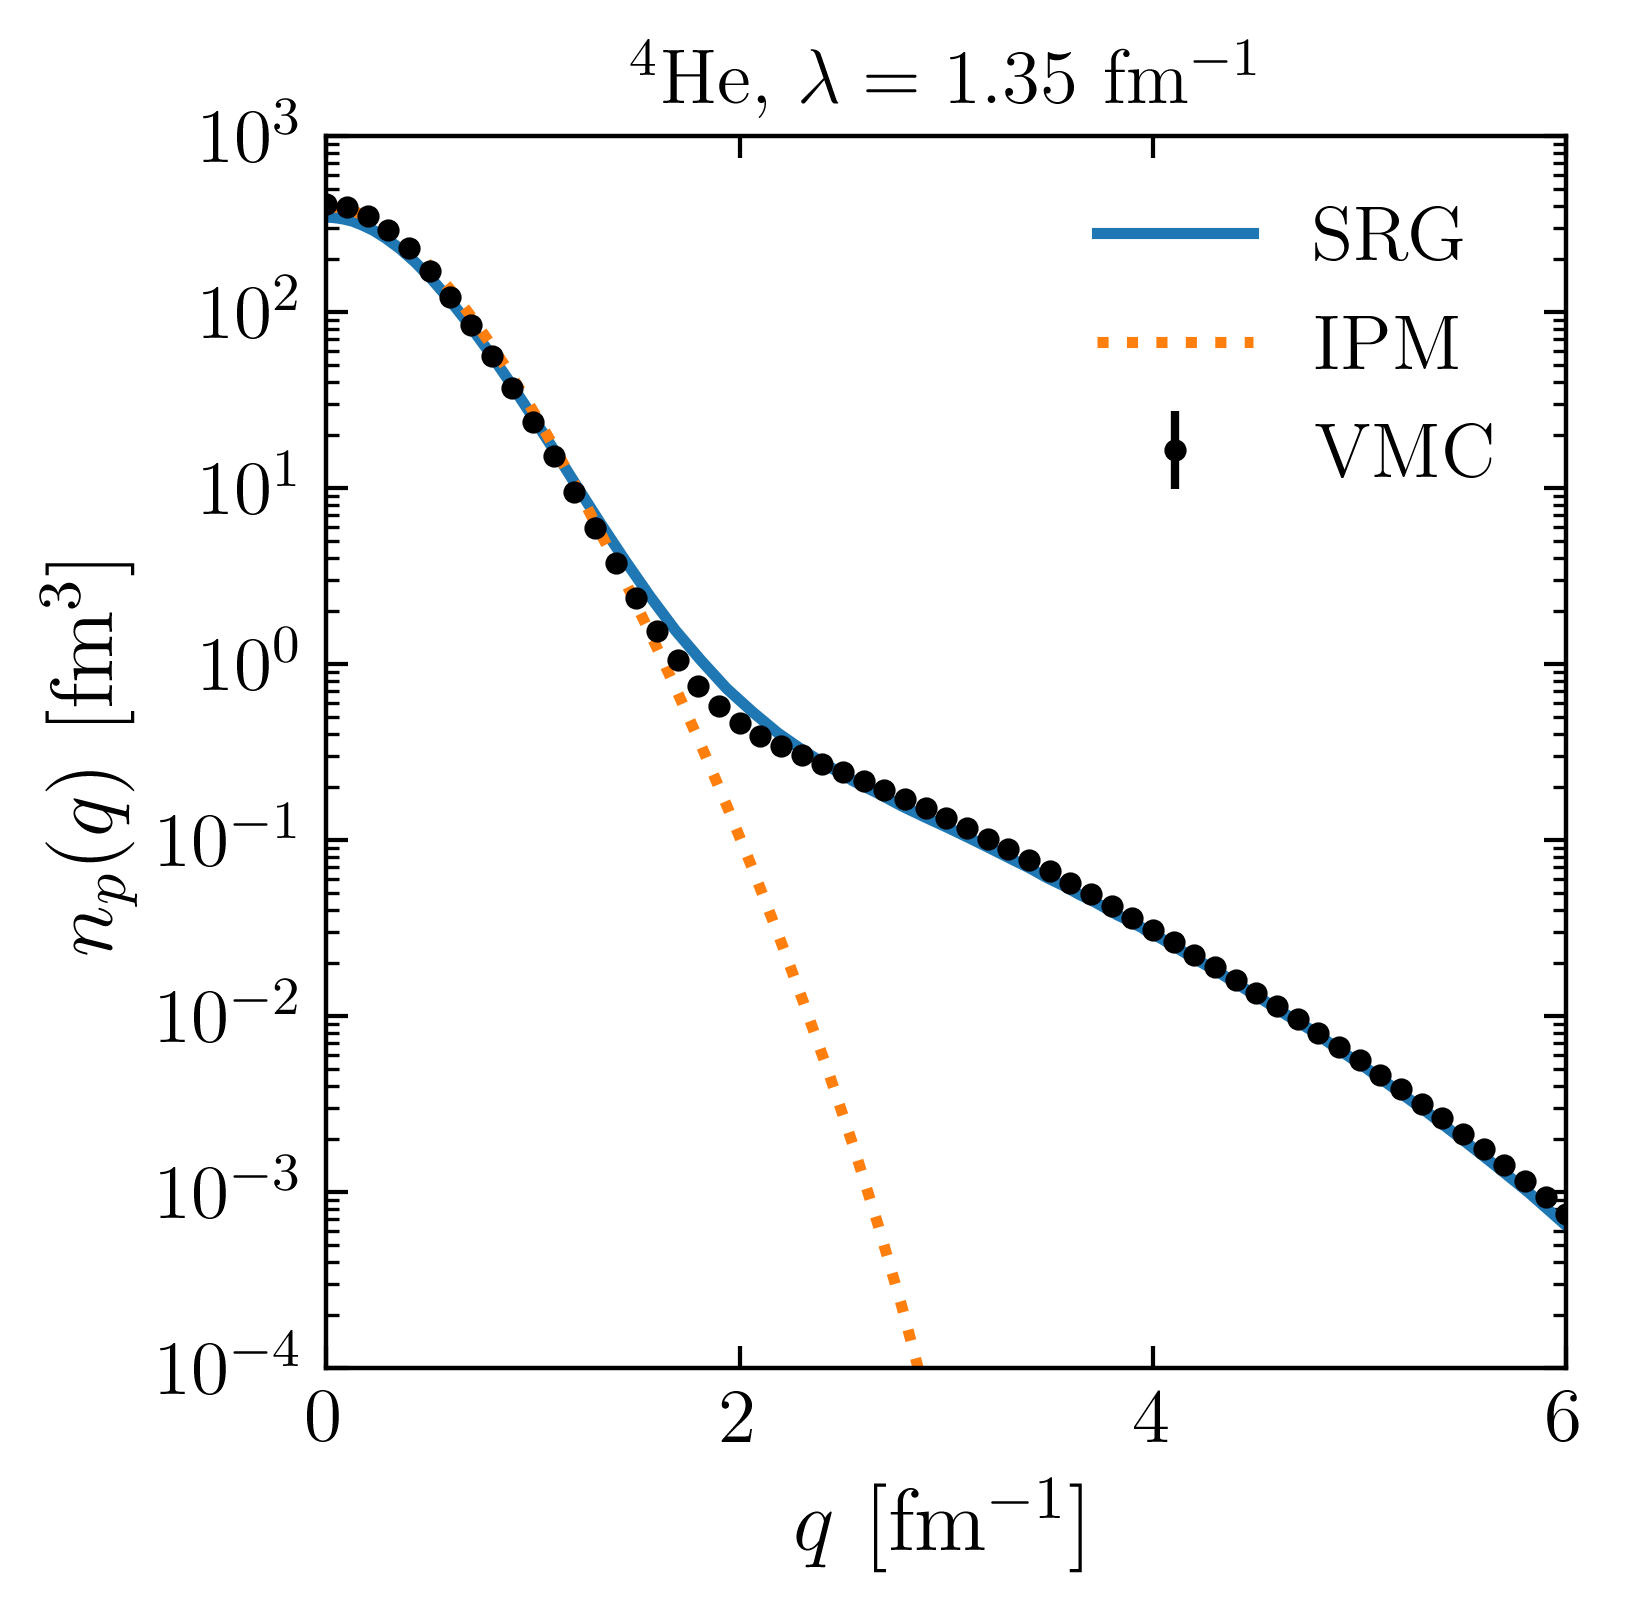 ⁴He, λ = 1.35 fm⁻¹
10³
10²
10¹
10⁰
10⁻¹
10⁻²
10⁻³
10⁻⁴
nₚ(q) [fm³]
SRG
IPM
VMC
0 2 4 6
q [fm⁻¹]